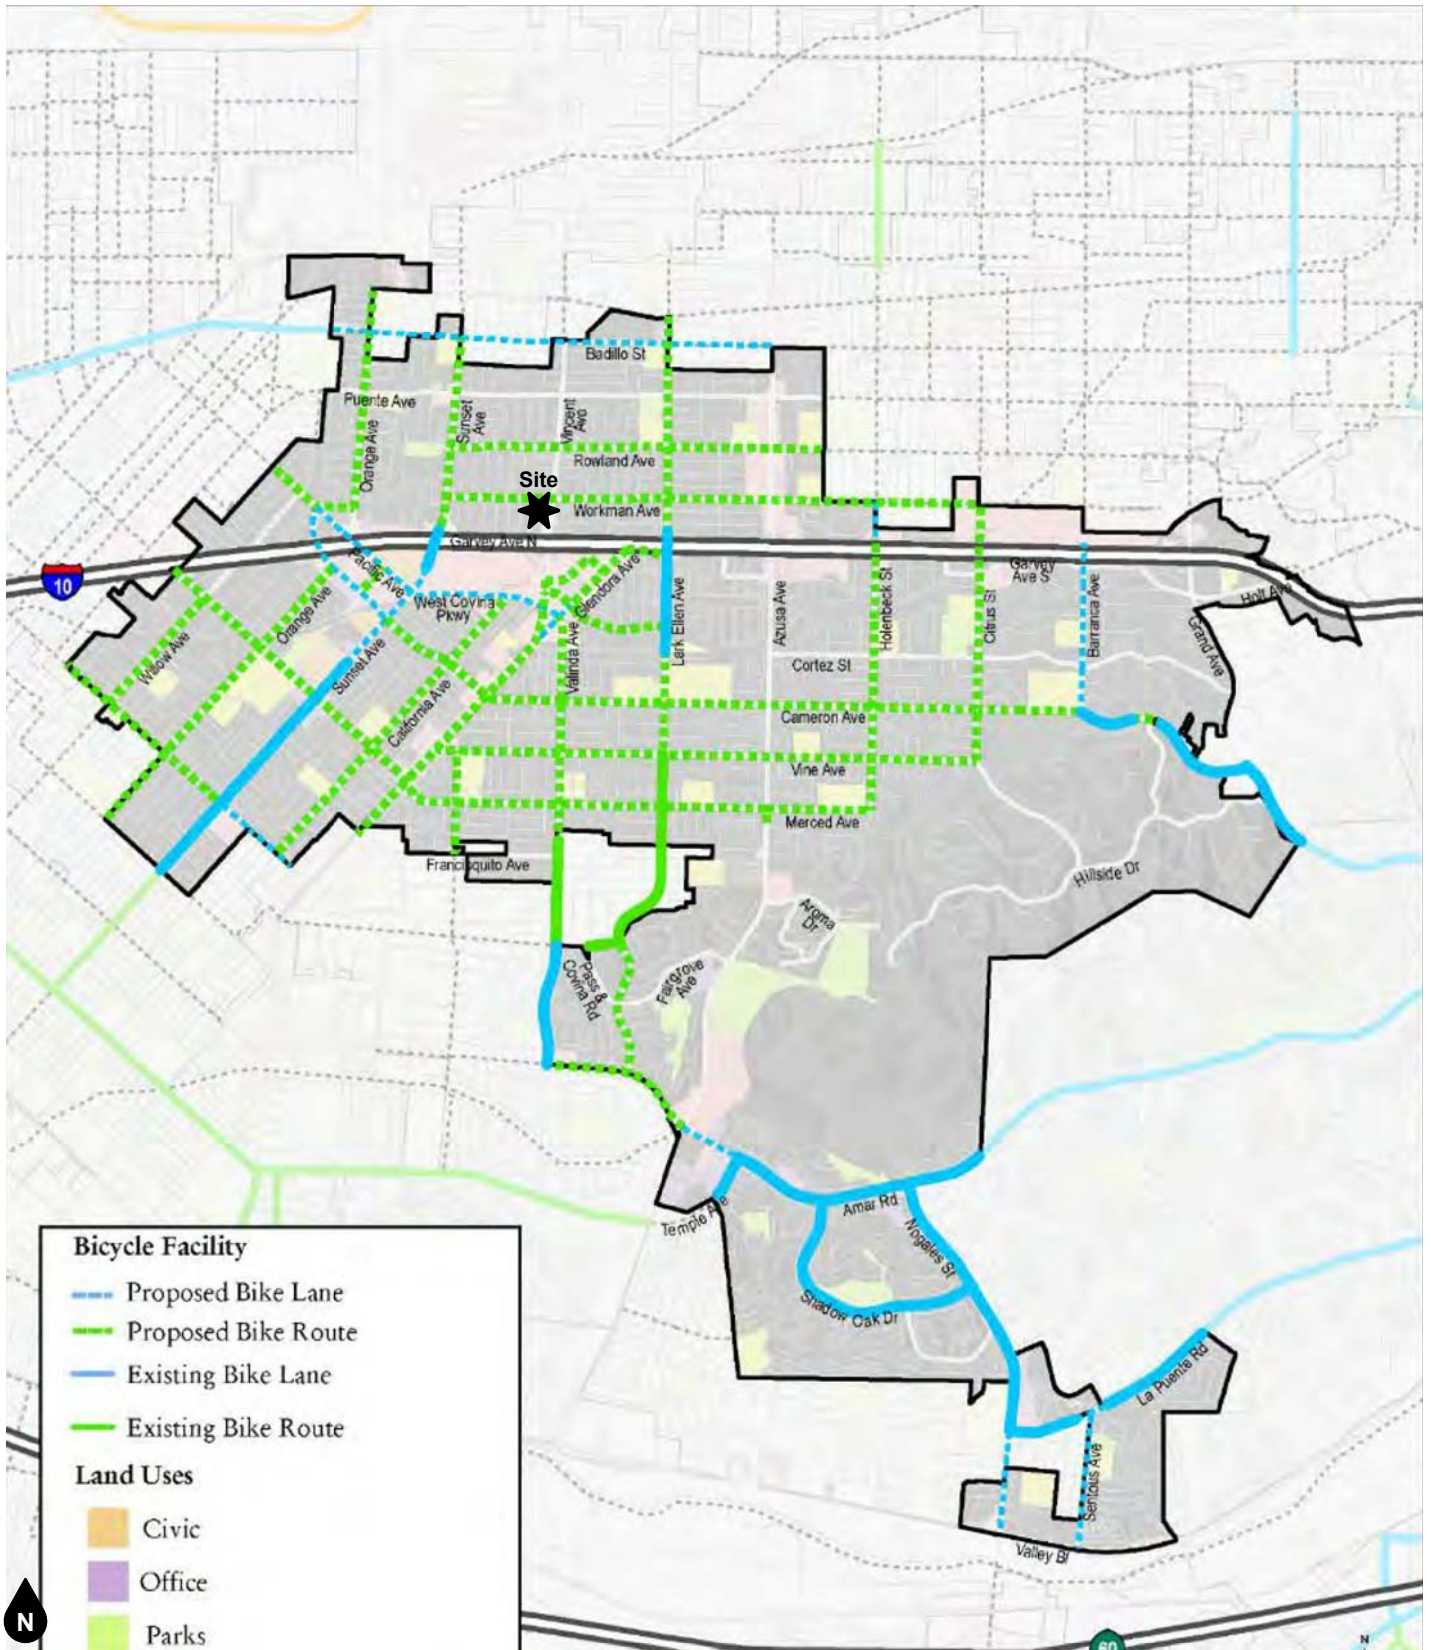 Badillo St
Puente Ave
Sunset
Ave
Vincent
Ave
Orange Ave
Rowland Ave
Site
Workman Ave
Garvey Ave N
10
Pacific Ave
Glendora Ave
Garvey
Ave S
Holt Ave
West Covina
Pkwy
Orange Ave
Willow Ave
Sunset Ave
Valinda Ave
Lark Ellen Ave
Azusa Ave
Holenbeck St
Citrus St
Barranca Ave
Grand Ave
Cortez St
California Ave
Cameron Ave
Vine Ave
Merced Ave
Francisquito Ave
Hillside Dr
Aroma
Dr
Pass &
Covina Rd
Fairgrove
Ave
Temple Ave
Amar Rd
Nogales St
Shadow Oak Dr
La Puente Rd
Sentous Ave
Valley Bl
Bicycle Facility
Proposed Bike Lane
Proposed Bike Route
Existing Bike Lane
Existing Bike Route
Land Uses
Civic
Office
Parks
N
60
N